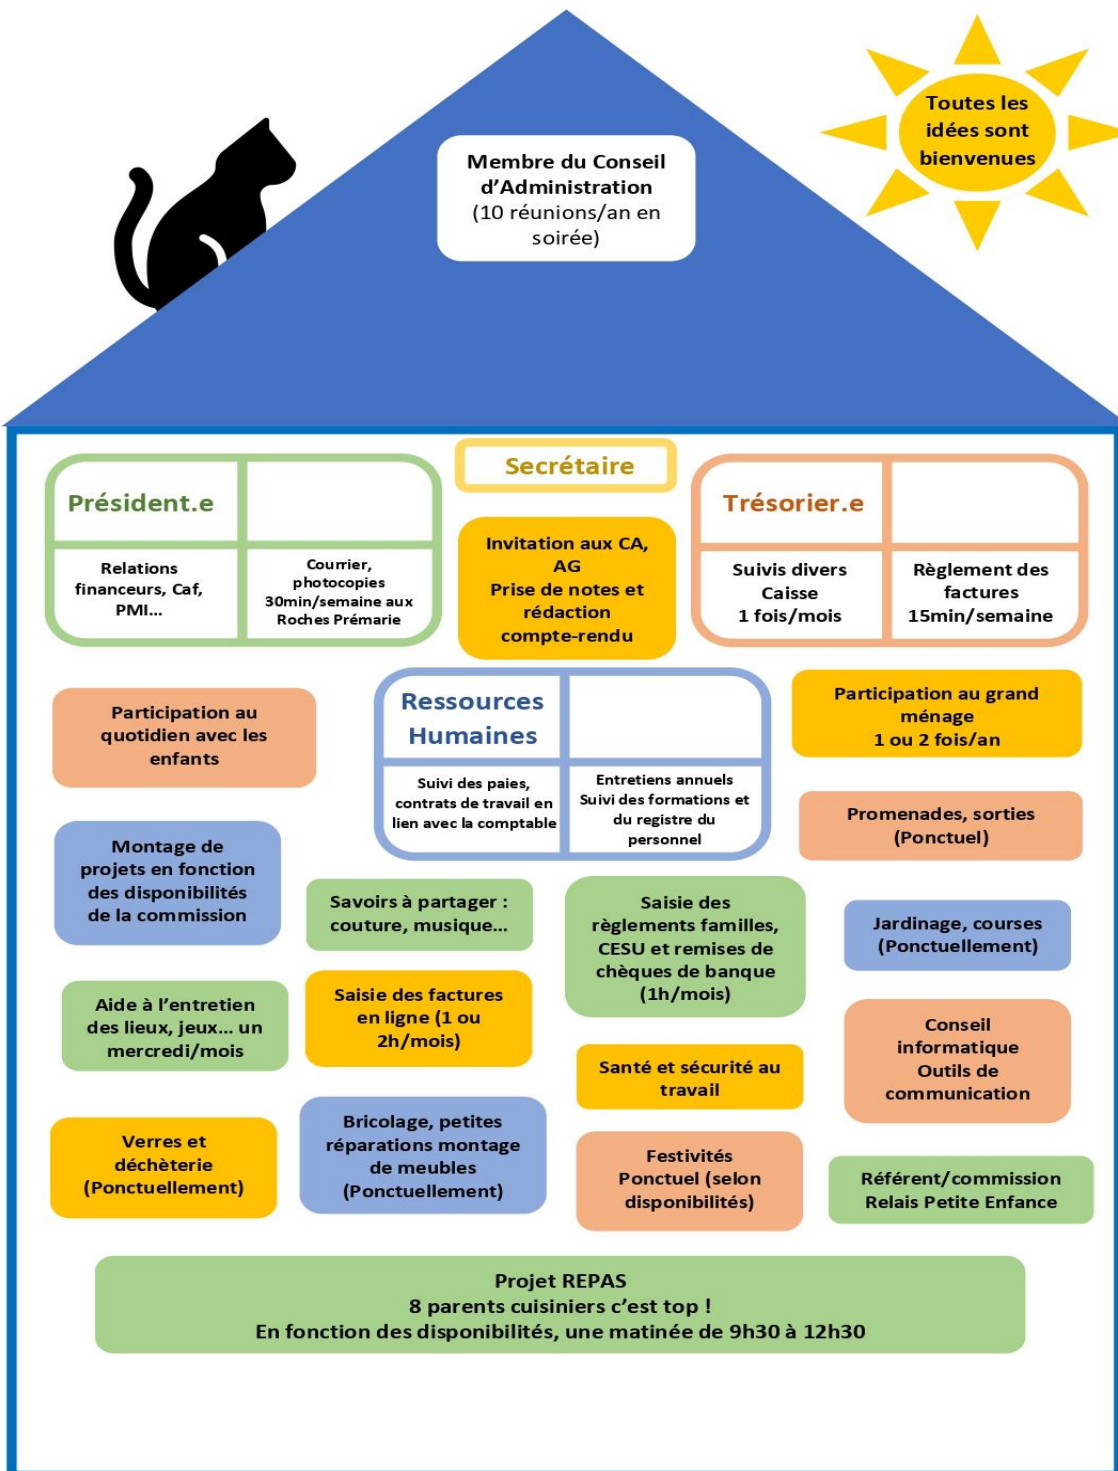 Toutes les
idées sont
bienvenues
Membre du Conseil
d’Administration
(10 réunions/an en
soirée)
Président.e
Relations
financeurs, Caf,
PMI...
Courrier,
photocopies
30min/semaine aux
Roches Prémarie
Secrétaire
Invitation aux CA,
AG
Prise de notes et
rédaction
compte-rendu
Trésorier.e
Suivis divers
Caisse
1 fois/mois
Règlement des
factures
15min/semaine
Participation au
quotidien avec les
enfants
Ressources
Humaines
Suivi des paies,
contrats de travail en
lien avec la comptable
Entretiens annuels
Suivi des formations et
du registre du
personnel
Participation au grand
ménage
1 ou 2 fois/an
Promenades, sorties
(Ponctuel)
Montage de
projets en fonction
des disponibilités
de la commission
Savoirs à partager :
couture, musique...
Saisie des
règlements familles,
CESU et remises de
chèques de banque
(1h/mois)
Jardinage, courses
(Ponctuellement)
Aide à l’entretien
des lieux, jeux... un
mercredi/mois
Saisie des factures
en ligne (1 ou
2h/mois)
Santé et sécurité au
travail
Conseil
informatique
Outils de
communication
Verres et
déchèterie
(Ponctuellement)
Bricolage, petites
réparations montage
de meubles
(Ponctuellement)
Festivités
Ponctuel (selon
disponibilités)
Référent/commission
Relais Petite Enfance
Projet REPAS
8 parents cuisiniers c’est top !
En fonction des disponibilités, une matinée de 9h30 à 12h30